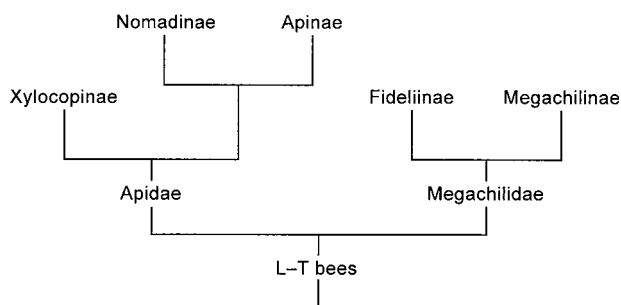 Nomadinae Apinae
Xylocopinae Fideliinae Megachilinae
Apidae Megachilidae
L–T bees